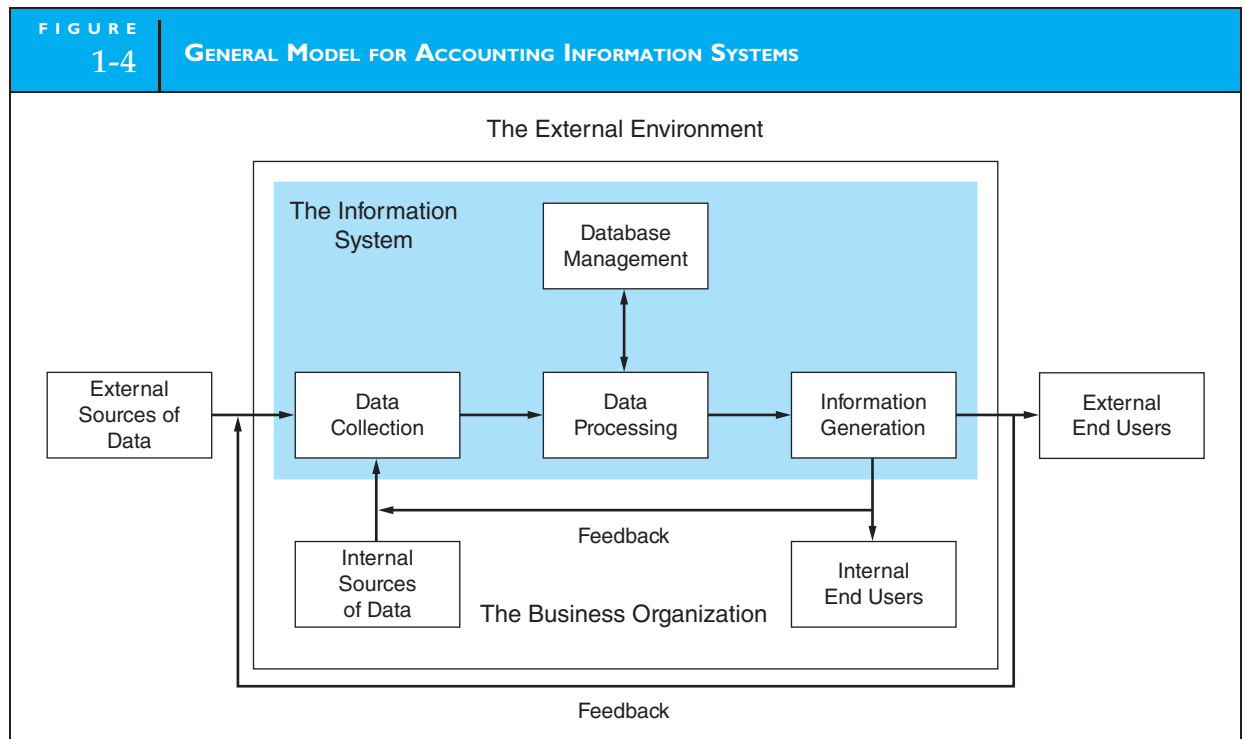 FIGURE
1-4
GENERAL MODEL FOR ACCOUNTING INFORMATION SYSTEMS
The External Environment
The Information
System
Database
Management
External
Sources of
Data
Data
Collection
Data
Processing
Information
Generation
External
End Users
Feedback
Internal
Sources
of Data
The Business Organization
Internal
End Users
Feedback